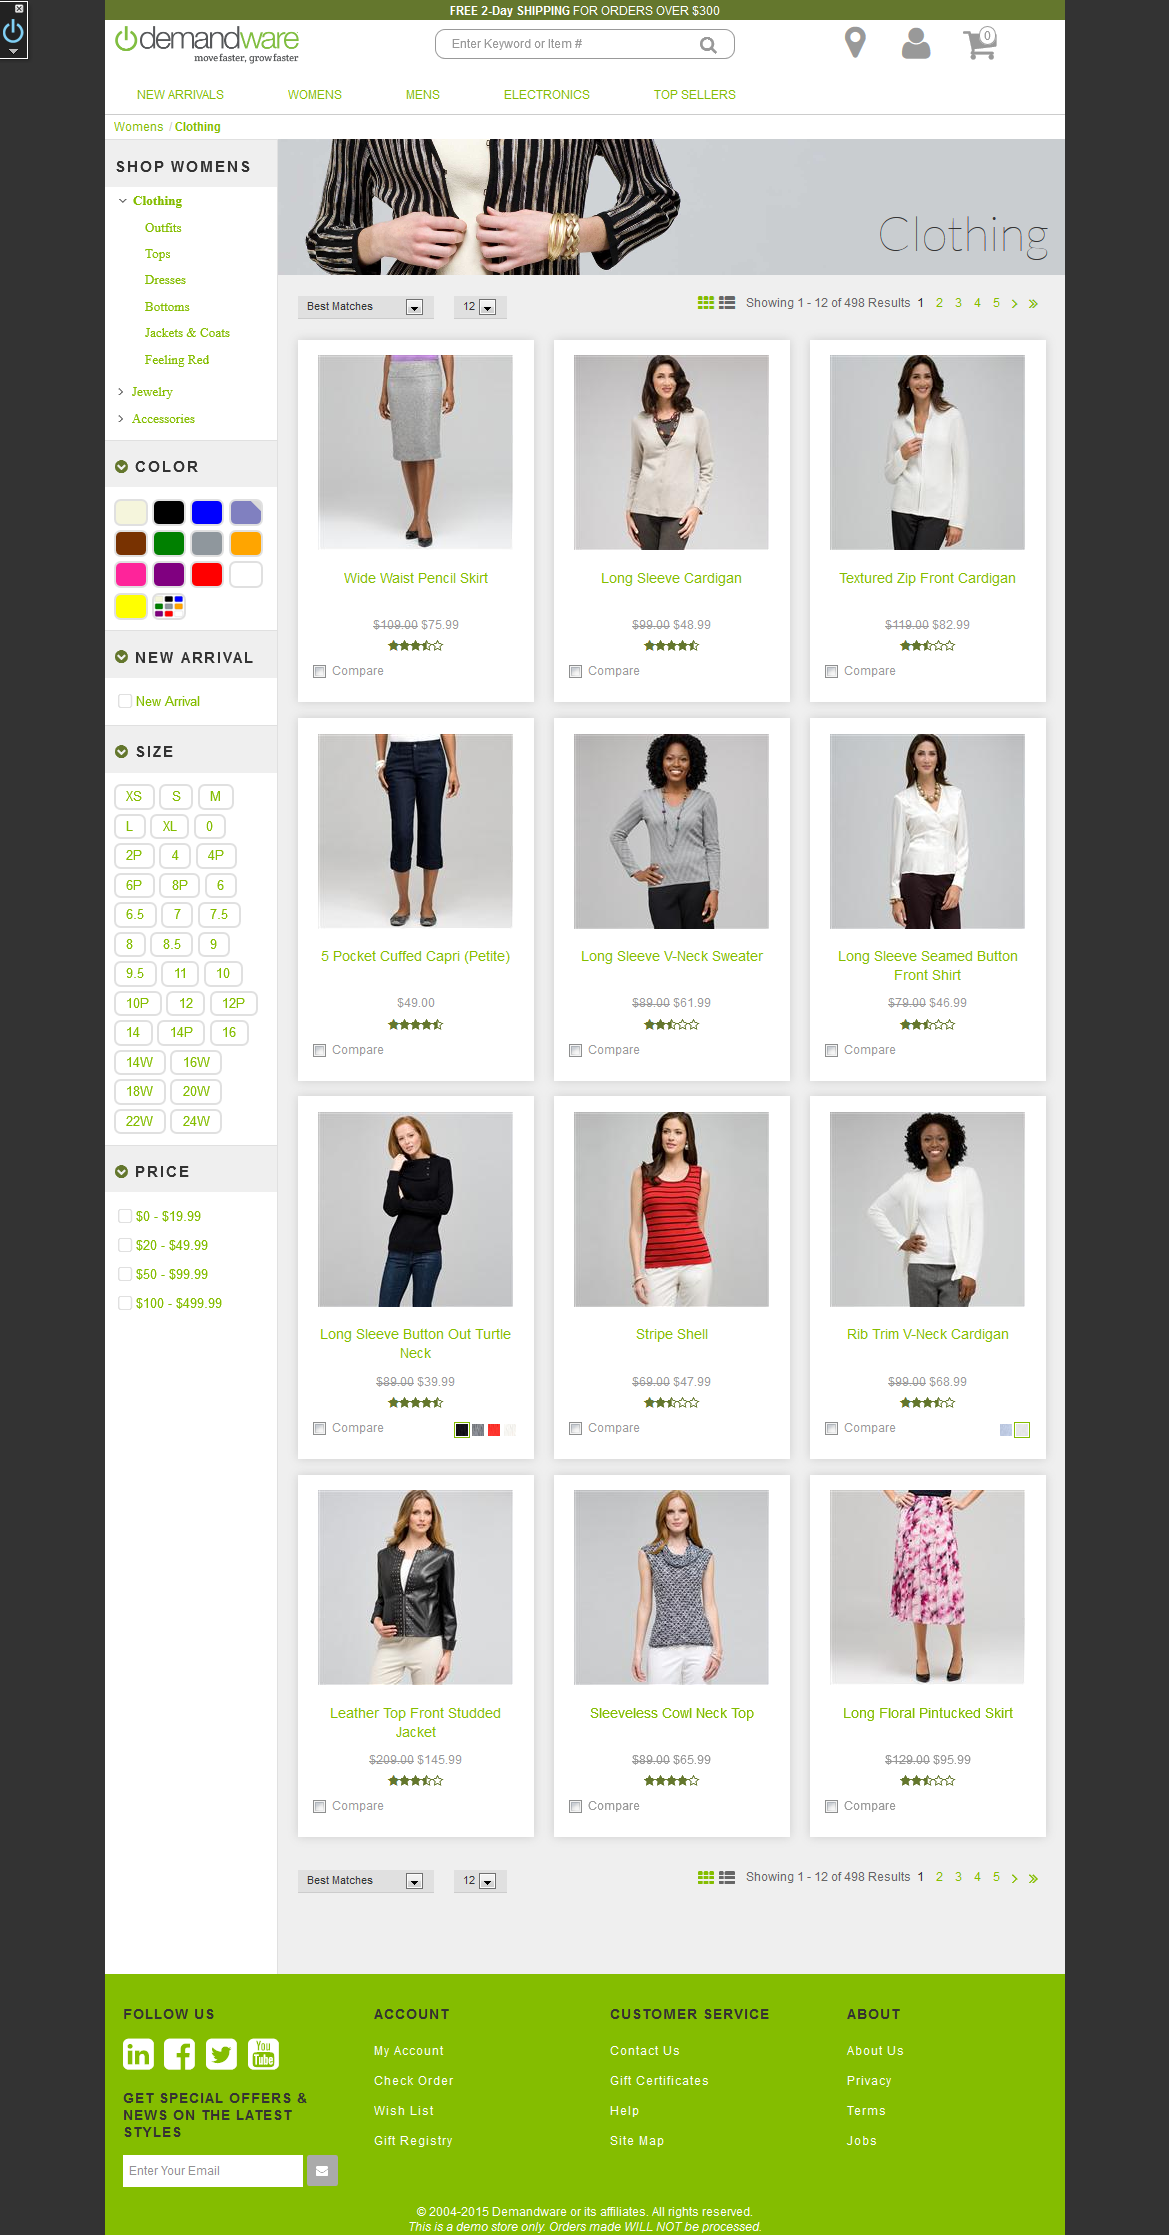 FREE 2-Day SHIPPING FOR ORDERS OVER $300
demandware
move faster, grow faster
Enter Keyword or Item #
0
NEW ARRIVALS WOMENS MENS ELECTRONICS TOP SELLERS
Womens / Clothing
SHOP WOMENS
Clothing
Outfits
Tops
Dresses
Bottoms
Jackets & Coats
Feeling Red
Jewelry
Accessories
COLOR
NEW ARRIVAL
New Arrival
SIZE
XS S M
L XL 0
2P 4 4P
6P 8P 6
6.5 7 7.5
8 8.5 9
9.5 11 10
10P 12 12P
14 14P 16
14W 16W
18W 20W
22W 24W
PRICE
$0 - $19.99
$20 - $49.99
$50 - $99.99
$100 - $499.99
Clothing
Best Matches 12 Showing 1 - 12 of 498 Results 1 2 3 4 5 > »
Wide Waist Pencil Skirt
$109.00 $75.99
Compare
Long Sleeve Cardigan
$99.00 $48.99
Compare
Textured Zip Front Cardigan
$119.00 $82.99
Compare
5 Pocket Cuffed Capri (Petite)
$49.00
Compare
Long Sleeve V-Neck Sweater
$89.00 $61.99
Compare
Long Sleeve Seamed Button
Front Shirt
$79.00 $46.99
Compare
Long Sleeve Button Out Turtle
Neck
$89.00 $39.99
Compare
Stripe Shell
$69.00 $47.99
Compare
Rib Trim V-Neck Cardigan
$99.00 $68.99
Compare
Leather Top Front Studded
Jacket
$209.00 $145.99
Compare
Sleeveless Cowl Neck Top
$89.00 $65.99
Compare
Long Floral Pintucked Skirt
$129.00 $95.99
Compare
Best Matches 12 Showing 1 - 12 of 498 Results 1 2 3 4 5 > »
FOLLOW US
in f You Tube
GET SPECIAL OFFERS &
NEWS ON THE LATEST
STYLES
Enter Your Email
ACCOUNT
My Account
Check Order
Wish List
Gift Registry
CUSTOMER SERVICE
Contact Us
Gift Certificates
Help
Site Map
ABOUT
About Us
Privacy
Terms
Jobs
© 2004-2015 Demandware or its affiliates. All rights reserved.
This is a demo store only. Orders made WILL NOT be processed.